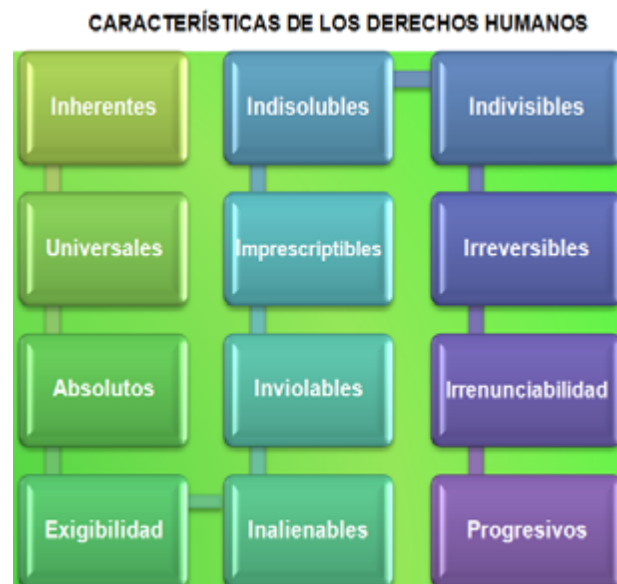 CARACTERÍSTICAS DE LOS DERECHOS HUMANOS
Inherentes
Universales
Absolutos
Exigibilidad
Inalienables
Inviolables
Imprescriptibles
Indisolubles
Indivisibles
Irreversibles
Irrenunciabilidad
Progresivos